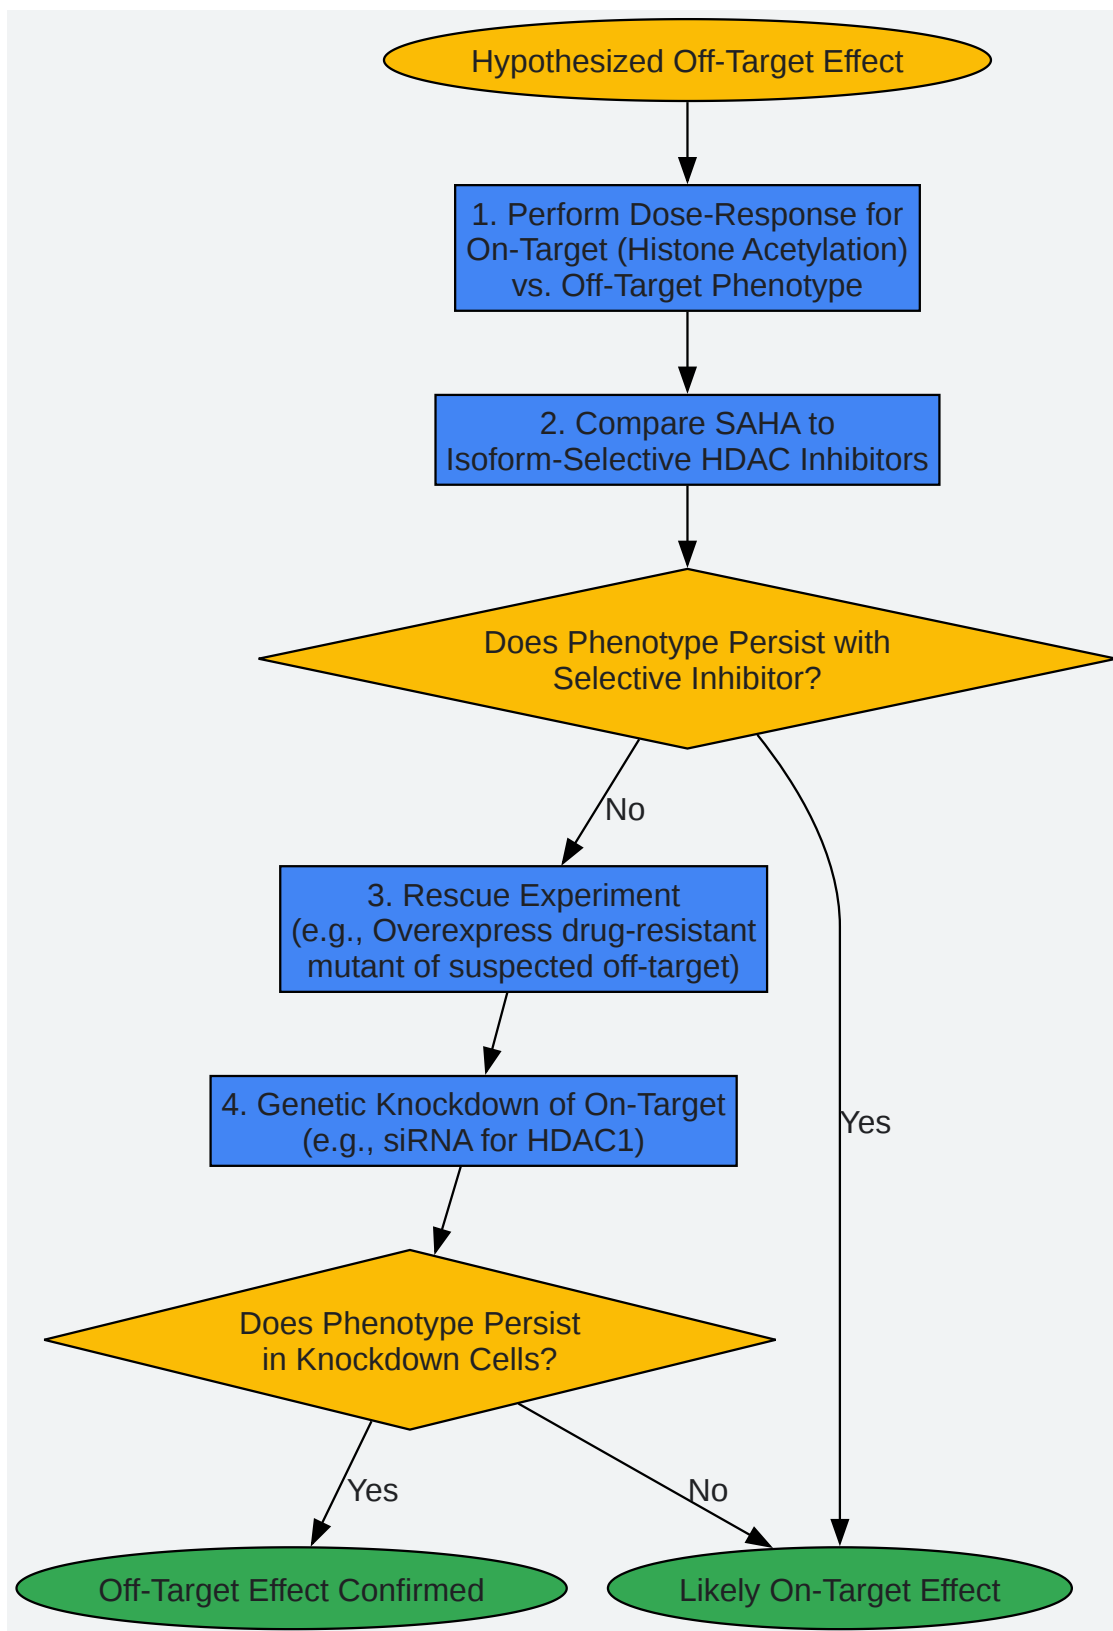 Hypothesized Off-Target Effect
1. Perform Dose-Response for
On-Target (Histone Acetylation)
vs. Off-Target Phenotype
2. Compare SAHA to
Isoform-Selective HDAC Inhibitors
Does Phenotype Persist with
Selective Inhibitor?
No
3. Rescue Experiment
(e.g., Overexpress drug-resistant
mutant of suspected off-target)
4. Genetic Knockdown of On-Target
(e.g., siRNA for HDAC1)
Yes
Does Phenotype Persist
in Knockdown Cells?
Yes
No
Off-Target Effect Confirmed
Likely On-Target Effect